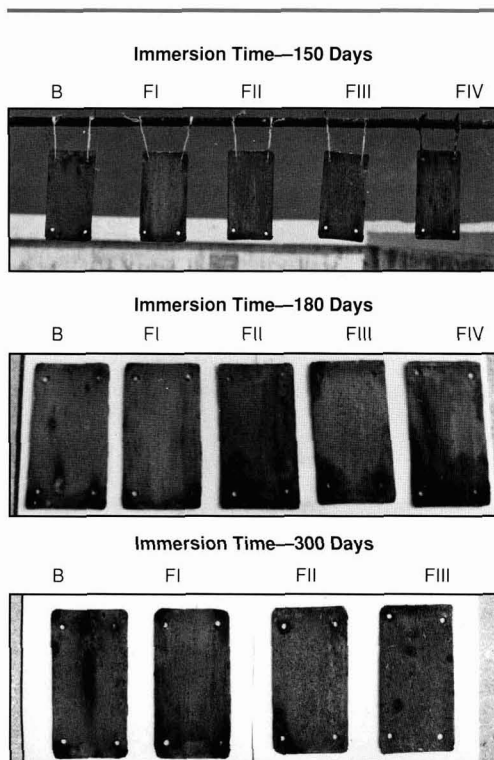 Immersion Time—150 Days
B FI FII FIII FIV
Immersion Time—180 Days
B FI FII FIII FIV
Immersion Time—300 Days
B FI FII FIII